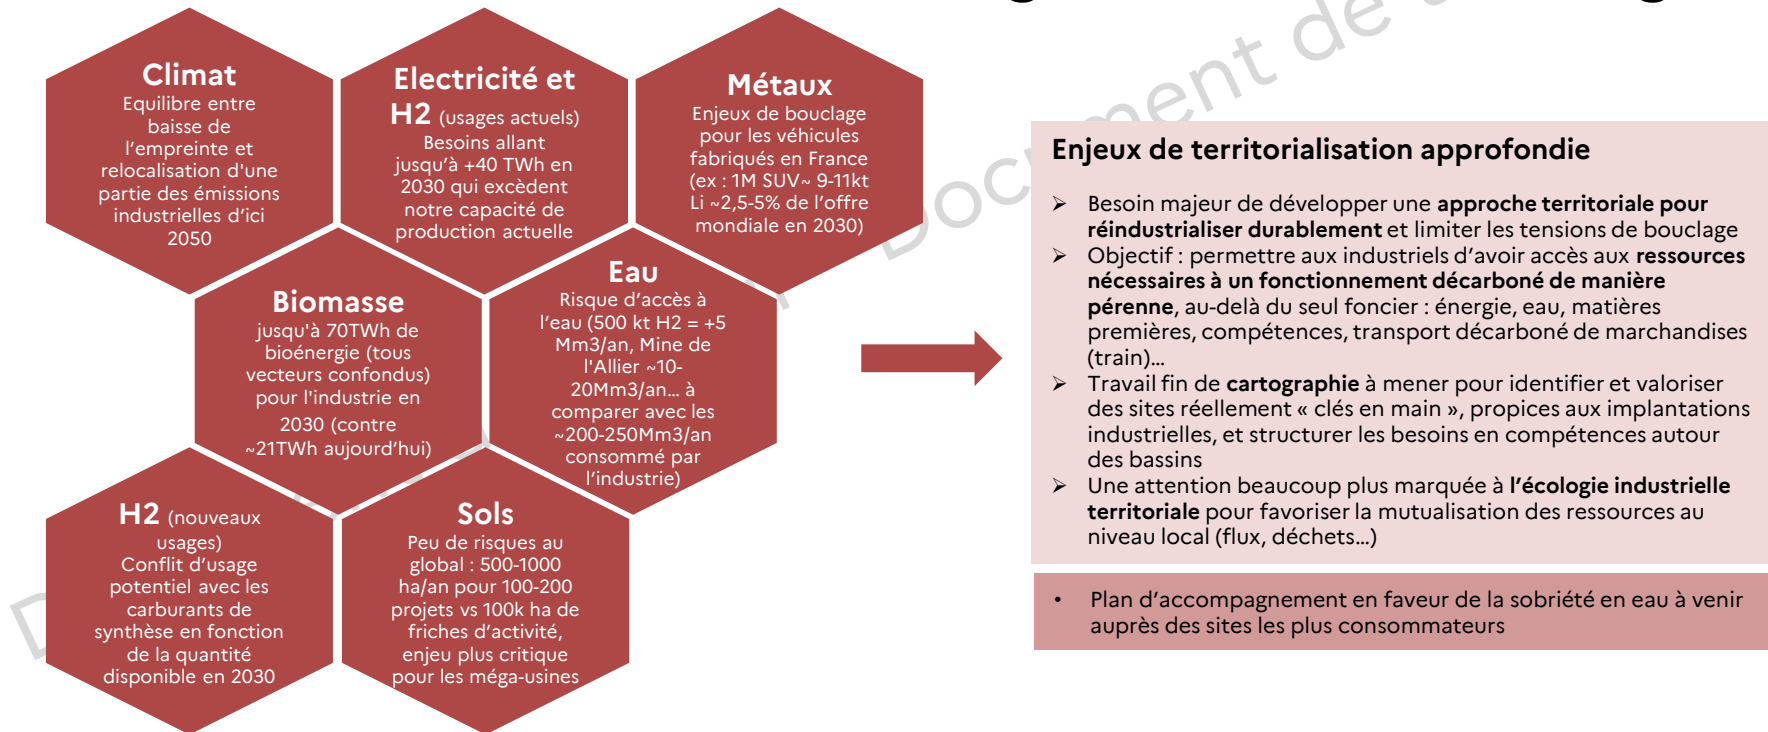 Climat
Equilibre entre
baisse de
l'empreinte et
relocalisation d'une
partie des émissions
industrielles d'ici
2050
Electricité et
H2 (usages actuels)
Besoins allant
jusqu'à +40 TWh en
2030 qui excèdent
notre capacité de
production actuelle
Métaux
Enjeux de bouclage
pour les véhicules
fabriqués en France
(ex : 1M SUV~ 9-11kt
Li ~2,5-5% de l'offre
mondiale en 2030)
Biomasse
jusqu'à 70TWh de
bioénergie (tous
vecteurs confondus)
pour l'industrie en
2030 (contre
~21TWh aujourd'hui)
Eau
Risque d'accès à
l'eau (500 kt H2 = +5
Mm3/an, Mine de
l'Allier ~10-
20Mm3/an… à
comparer avec les
~200-250Mm3/an
consommé par
l'industrie)
H2 (nouveaux
usages)
Conflit d'usage
potentiel avec les
carburants de
synthèse en fonction
de la quantité
disponible en 2030
Sols
Peu de risques au
global : 500-1000
ha/an pour 100-200
projets vs 100k ha de
friches d'activité,
enjeu plus critique
pour les méga-usines
Enjeux de territorialisation approfondie
➢ Besoin majeur de développer une approche territoriale pour
réindustrialiser durablement et limiter les tensions de bouclage
➢ Objectif : permettre aux industriels d'avoir accès aux ressources
nécessaires à un fonctionnement décarboné de manière
pérenne, au-delà du seul foncier : énergie, eau, matières
premières, compétences, transport décarboné de marchandises
(train)…
➢ Travail fin de cartographie à mener pour identifier et valoriser
des sites réellement « clés en main », propices aux implantations
industrielles, et structurer les besoins en compétences autour
des bassins
➢ Une attention beaucoup plus marquée à l'écologie industrielle
territoriale pour favoriser la mutualisation des ressources au
niveau local (flux, déchets…)
• Plan d'accompagnement en faveur de la sobriété en eau à venir
auprès des sites les plus consommateurs
Document de